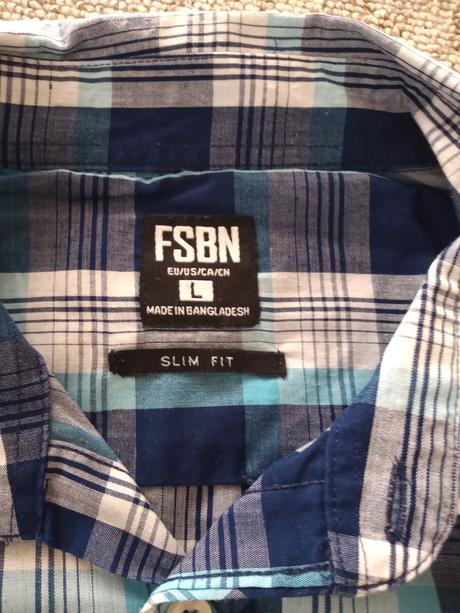 FSBN
EU/US/CA/CN
L
MADE IN BANGLADESH
SLIM FIT